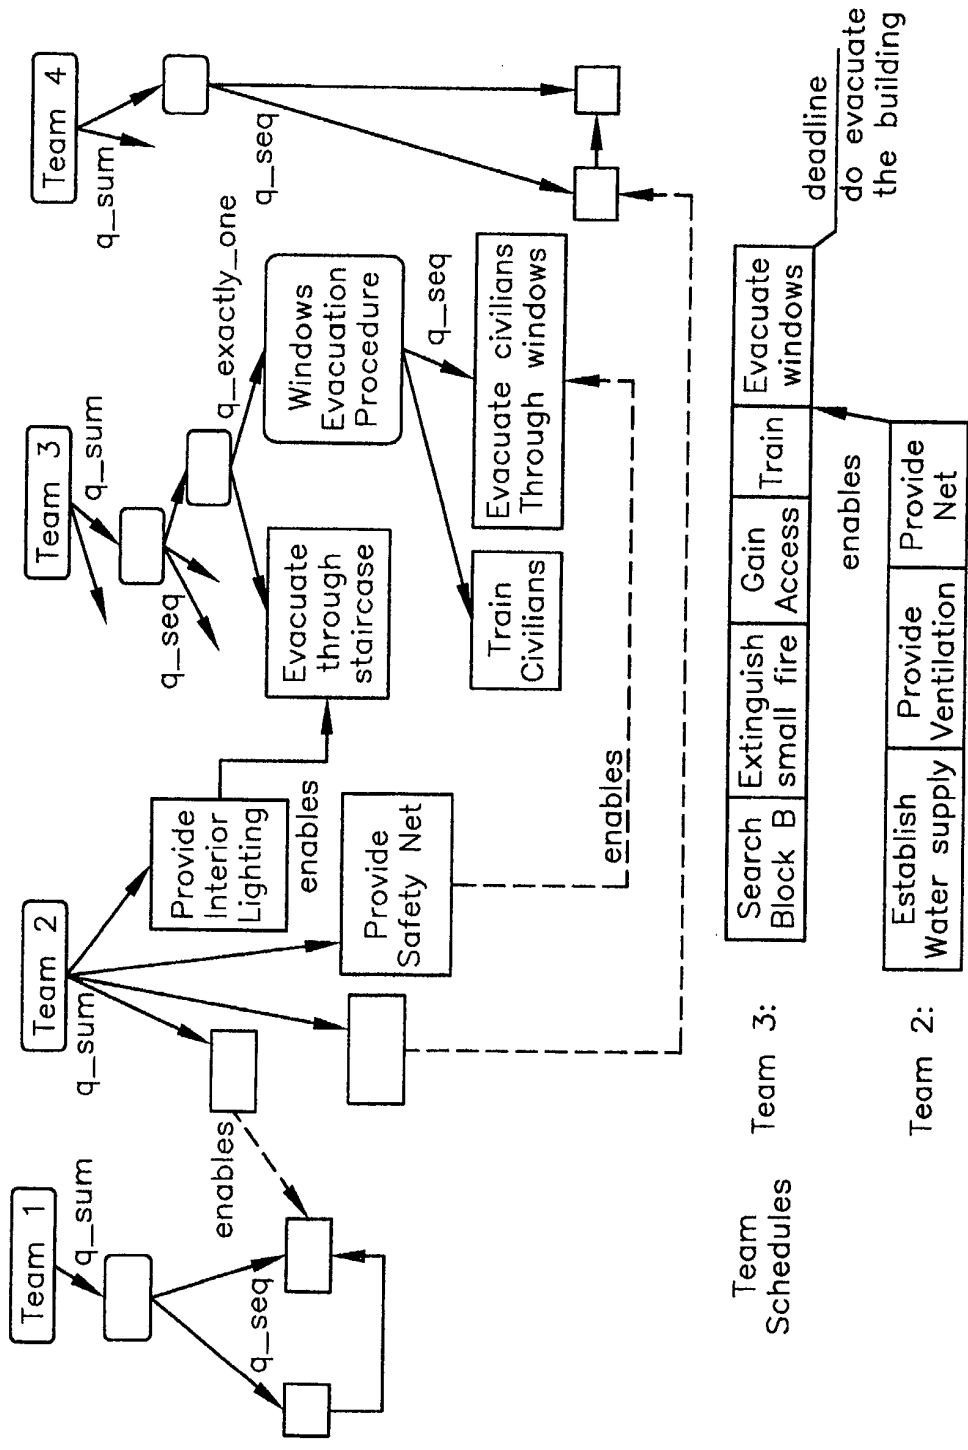 Team 1
q_sum
q_seq
Team 2
q_sum
enables
Provide
Interior
Lighting
enables
Provide
Safety Net
enables
Team 3
q_sum
q_seq
q_exactly_one
Evacuate
through
staircase
Windows
Evacuation
Procedure
q_seq
Train
Civilians
Evacuate civilians
Through windows
Team 4
q_sum
q_seq
Team
Schedules
Team 3:
Search
Block B
Extinguish
small fire
Gain
Access
Train
Evacuate
windows
deadline
do evacuate
the building
enables
Team 2:
Establish
Water supply
Provide
Ventilation
Provide
Net